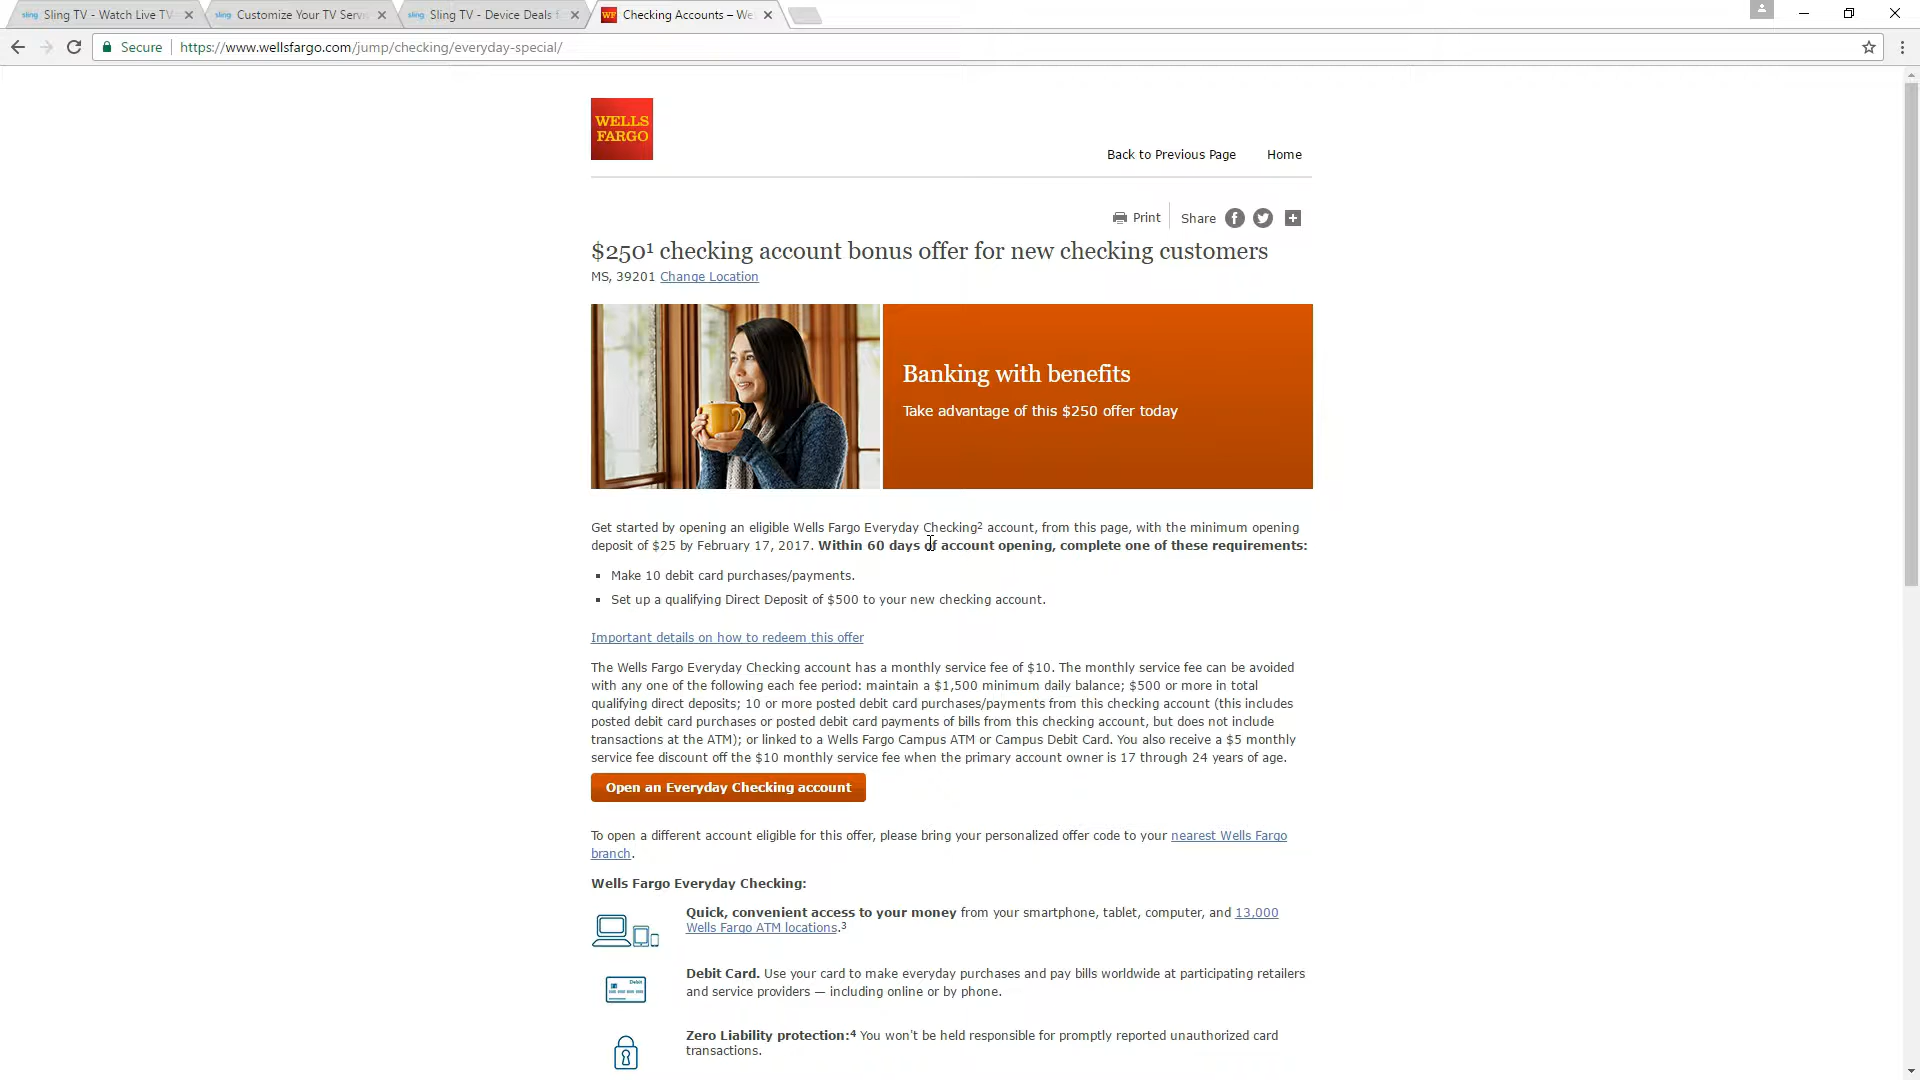 sling Sling TV - Watch Live TV
sling Customize Your TV Servi
sling Sling TV - Device Deals f
WF Checking Accounts – We
Secure https://www.wellsfargo.com/jump/checking/everyday-special/
WELLS
FARGO
Back to Previous Page Home
Print Share
$250¹ checking account bonus offer for new checking customers
MS, 39201 Change Location
Banking with benefits
Take advantage of this $250 offer today
Get started by opening an eligible Wells Fargo Everyday Checking² account, from this page, with the minimum opening
deposit of $25 by February 17, 2017. Within 60 days of account opening, complete one of these requirements:
▪ Make 10 debit card purchases/payments.
▪ Set up a qualifying Direct Deposit of $500 to your new checking account.
Important details on how to redeem this offer
The Wells Fargo Everyday Checking account has a monthly service fee of $10. The monthly service fee can be avoided
with any one of the following each fee period: maintain a $1,500 minimum daily balance; $500 or more in total
qualifying direct deposits; 10 or more posted debit card purchases/payments from this checking account (this includes
posted debit card purchases or posted debit card payments of bills from this checking account, but does not include
transactions at the ATM); or linked to a Wells Fargo Campus ATM or Campus Debit Card. You also receive a $5 monthly
service fee discount off the $10 monthly service fee when the primary account owner is 17 through 24 years of age.
Open an Everyday Checking account
To open a different account eligible for this offer, please bring your personalized offer code to your nearest Wells Fargo
branch.
Wells Fargo Everyday Checking:
Quick, convenient access to your money from your smartphone, tablet, computer, and 13,000
Wells Fargo ATM locations.³
Debit
Debit Card. Use your card to make everyday purchases and pay bills worldwide at participating retailers
and service providers — including online or by phone.
Zero Liability protection:⁴ You won't be held responsible for promptly reported unauthorized card
transactions.